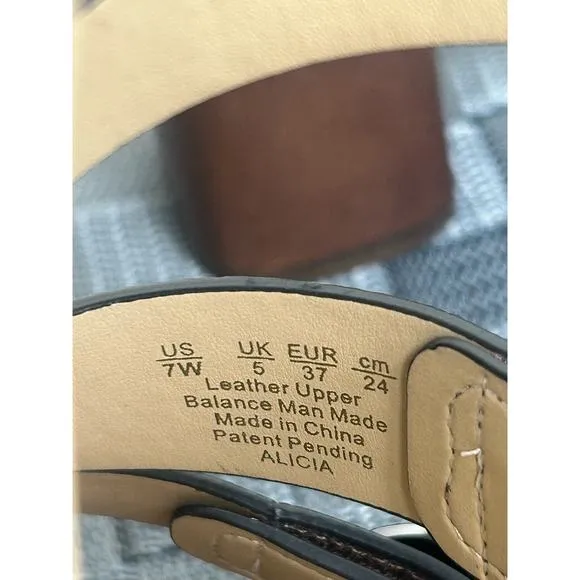 US UK EUR cm
7W 5 37 24
Leather Upper
Balance Man Made
Made in China
Patent Pending
ALICIA